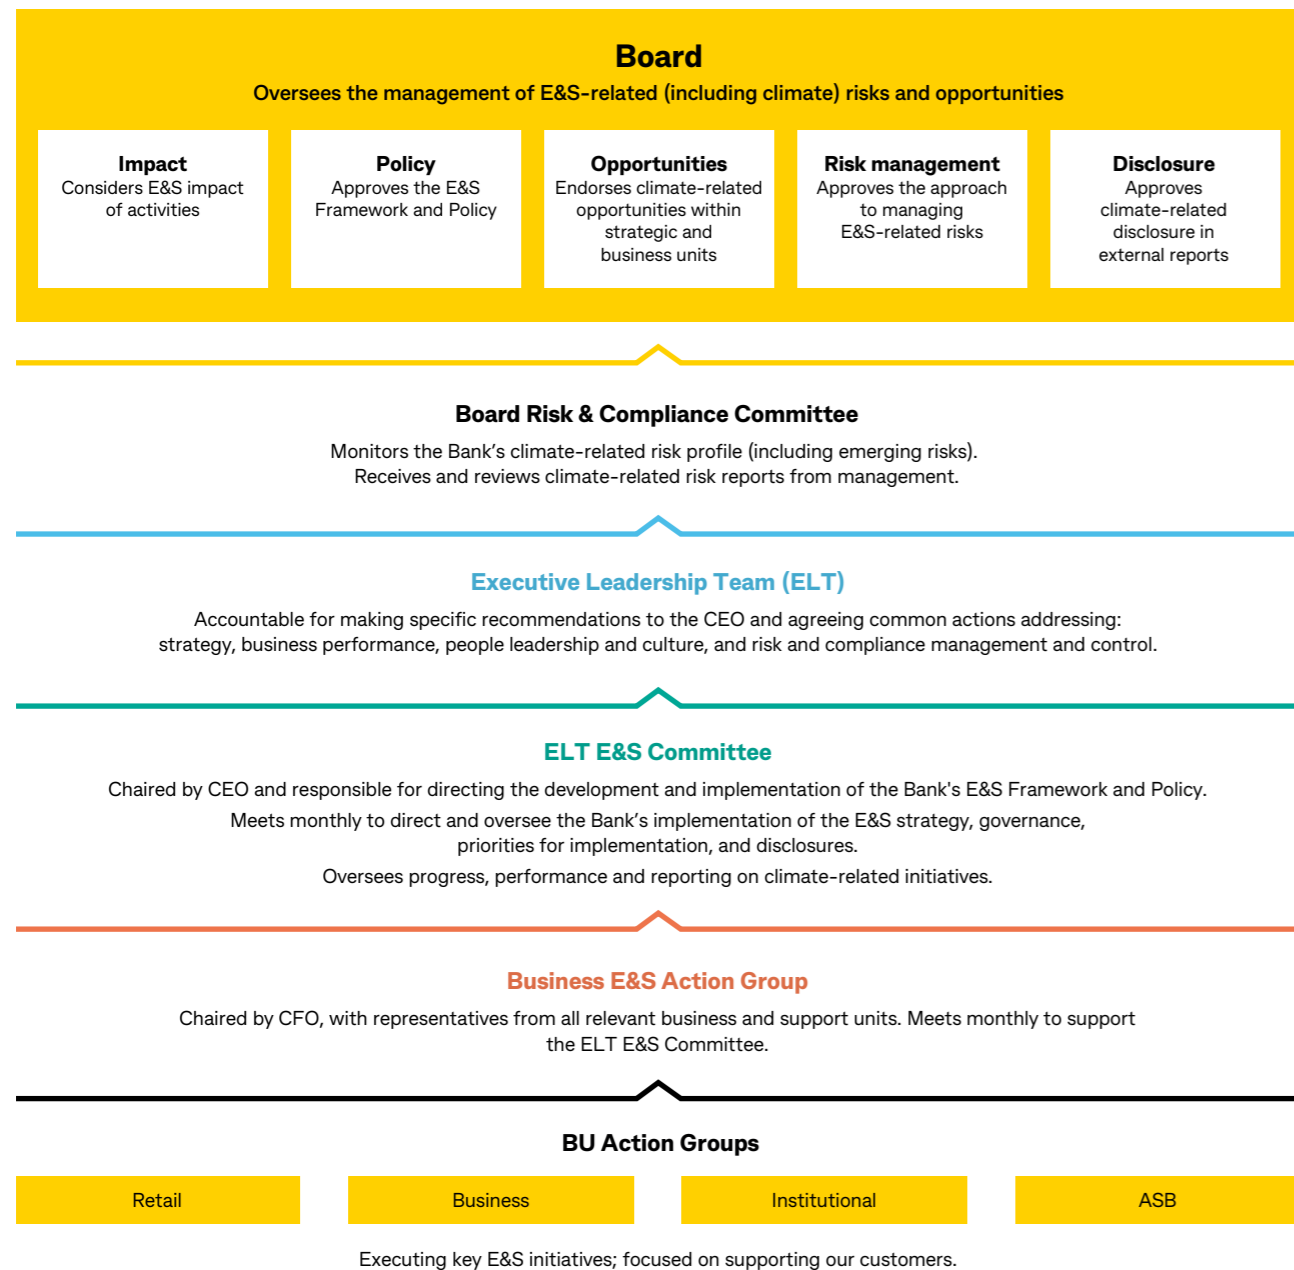 Board
Oversees the management of E&S-related (including climate) risks and opportunities
Impact
Considers E&S impact
of activities
Policy
Approves the E&S
Framework and Policy
Opportunities
Endorses climate-related
opportunities within
strategic and
business units
Risk management
Approves the approach
to managing
E&S-related risks
Disclosure
Approves
climate-related
disclosure in
external reports
Board Risk & Compliance Committee
Monitors the Bank’s climate-related risk profile (including emerging risks).
Receives and reviews climate-related risk reports from management.
Executive Leadership Team (ELT)
Accountable for making specific recommendations to the CEO and agreeing common actions addressing:
strategy, business performance, people leadership and culture, and risk and compliance management and control.
ELT E&S Committee
Chaired by CEO and responsible for directing the development and implementation of the Bank's E&S Framework and Policy.
Meets monthly to direct and oversee the Bank’s implementation of the E&S strategy, governance,
priorities for implementation, and disclosures.
Oversees progress, performance and reporting on climate-related initiatives.
Business E&S Action Group
Chaired by CFO, with representatives from all relevant business and support units. Meets monthly to support
the ELT E&S Committee.
BU Action Groups
Retail
Business
Institutional
ASB
Executing key E&S initiatives; focused on supporting our customers.